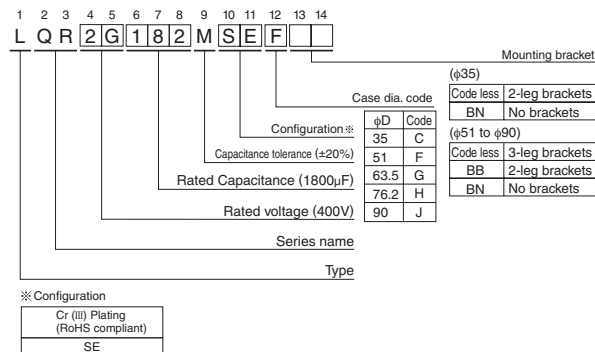 1 2 3 4 5 6 7 8 9 10 11 12 13 14
L Q R 2 G 1 8 2 M S E F
Mounting bracket
(ϕ35)
Code less 2-leg brackets
BN No brackets
(ϕ51 to ϕ90)
Code less 3-leg brackets
BB 2-leg brackets
BN No brackets
Case dia. code
ϕD Code
35 C
51 F
63.5 G
76.2 H
90 J
Configuration※
Capacitance tolerance (±20%)
Rated Capacitance (1800µF)
Rated voltage (400V)
Series name
Type
※ Configuration
Cr (III) Plating
(RoHS compliant)
SE